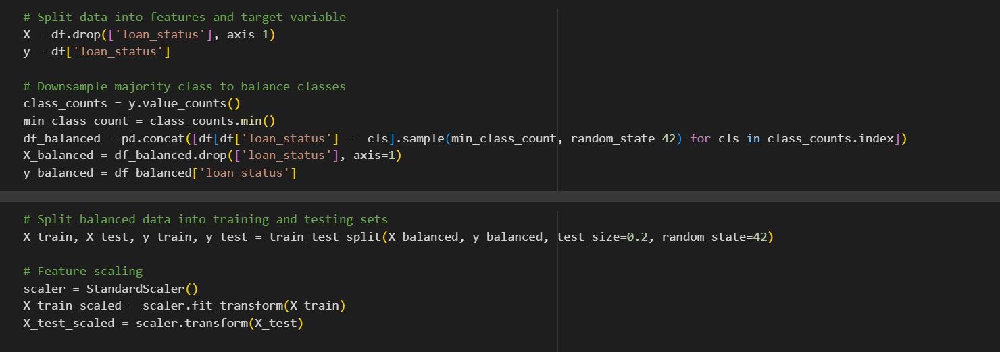 # Split data into features and target variable
X = df.drop(['loan_status'], axis=1)
y = df['loan_status']
# Downsample majority class to balance classes
class_counts = y.value_counts()
min_class_count = class_counts.min()
df_balanced = pd.concat([df[df['loan_status'] == cls].sample(min_class_count, random_state=42) for cls in class_counts.index])
X_balanced = df_balanced.drop(['loan_status'], axis=1)
y_balanced = df_balanced['loan_status']
# Split balanced data into training and testing sets
X_train, X_test, y_train, y_test = train_test_split(X_balanced, y_balanced, test_size=0.2, random_state=42)
# Feature scaling
scaler = StandardScaler()
X_train_scaled = scaler.fit_transform(X_train)
X_test_scaled = scaler.transform(X_test)